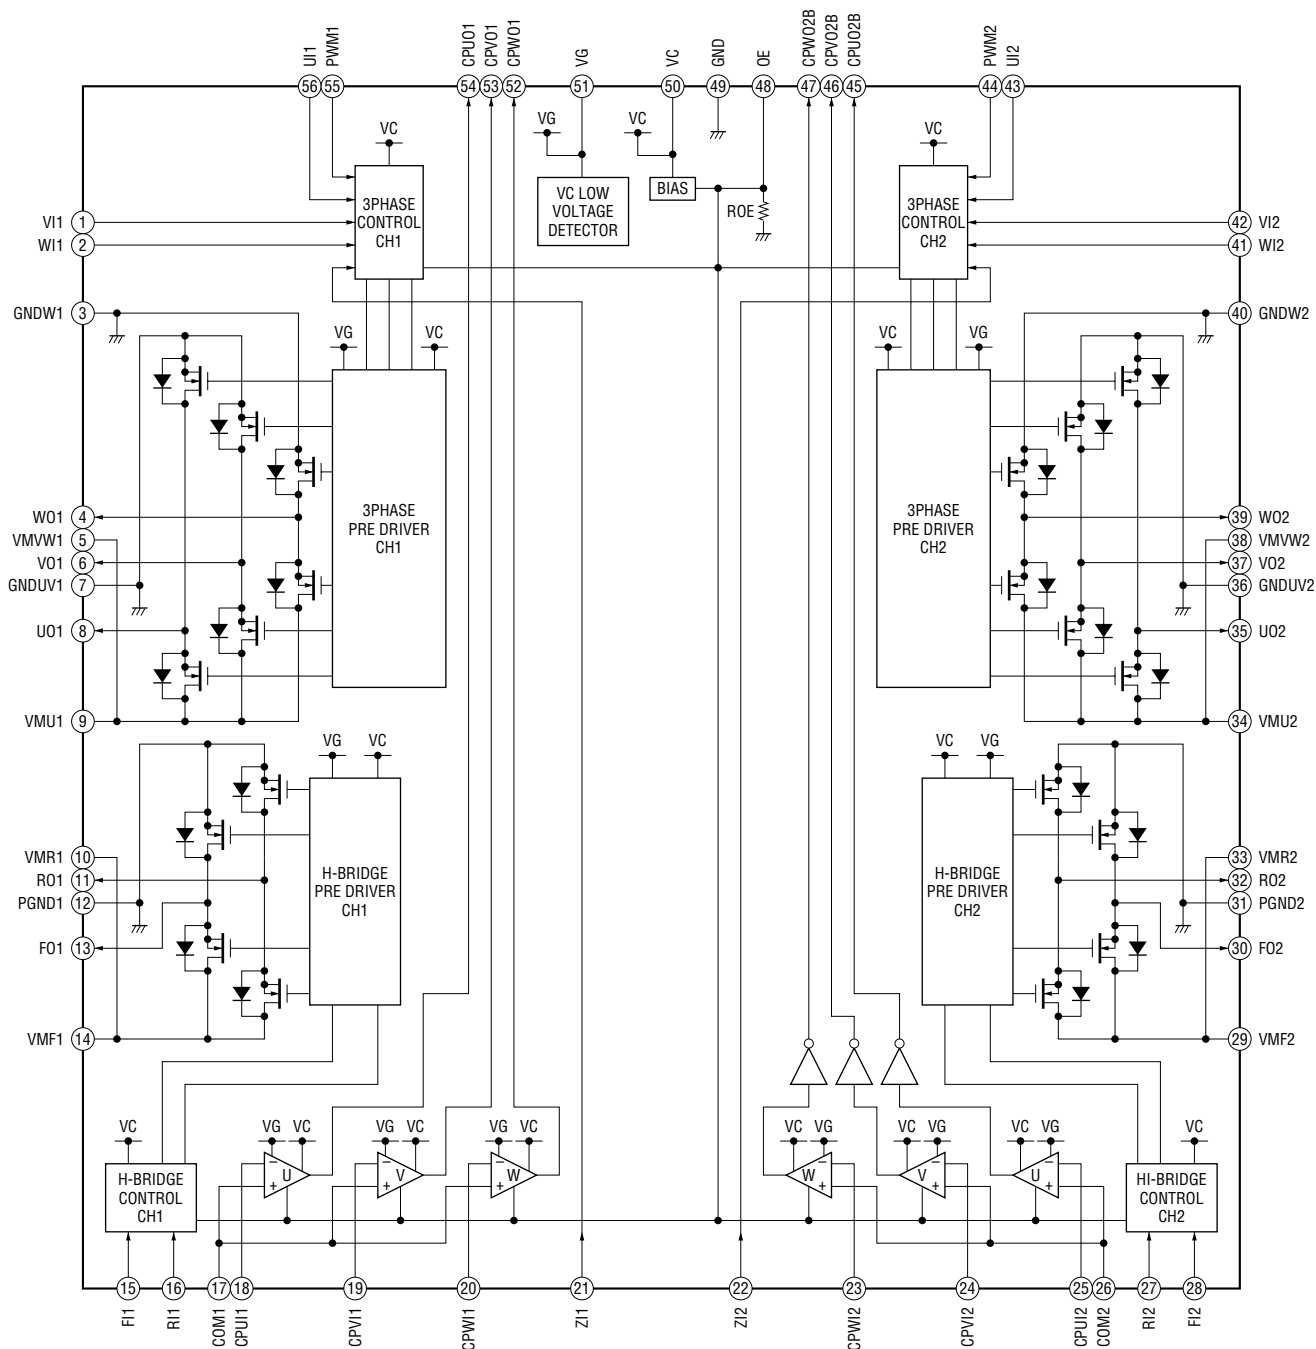 UI1
PWM1
CPUO1
CPVO1
CPWO1
VG
VC
GND
OE
CPWO2B
CPVO2B
CPUO2B
PWM2
UI2
56
55
54
53
52
51
50
49
48
47
46
45
44
43
VG
VC
VC
VC
3PHASE
CONTROL
CH1
VC LOW
VOLTAGE
DETECTOR
BIAS
ROE
3PHASE
CONTROL
CH2
VI1
1
WI1
2
42
VI2
41
WI2
GNDW1
3
40
GNDW2
VG
VC
VC
VG
3PHASE
PRE DRIVER
CH1
3PHASE
PRE DRIVER
CH2
WO1
4
VMVW1
5
VO1
6
GNDUV1
7
UO1
8
VMU1
9
39
WO2
38
VMVW2
37
VO2
36
GNDUV2
35
UO2
34
VMU2
VG
VC
VC
VG
H-BRIDGE
PRE DRIVER
CH1
H-BRIDGE
PRE DRIVER
CH2
VMR1
10
RO1
11
PGND1
12
FO1
13
VMF1
14
33
VMR2
32
RO2
31
PGND2
30
FO2
29
VMF2
VC
VG
VC
VG
VC
VG
VC
VC
VG
VC
VG
VC
VG
VC
H-BRIDGE
CONTROL
CH1
−
+
U
−
+
V
−
+
W
W
−
+
V
−
+
U
−
+
HI-BRIDGE
CONTROL
CH2
15
16
17
18
19
20
21
22
23
24
25
26
27
28
FI1
RI1
COM1
CPUI1
CPVI1
CPWI1
ZI1
ZI2
CPWI2
CPVI2
CPUI2
COM2
RI2
FI2